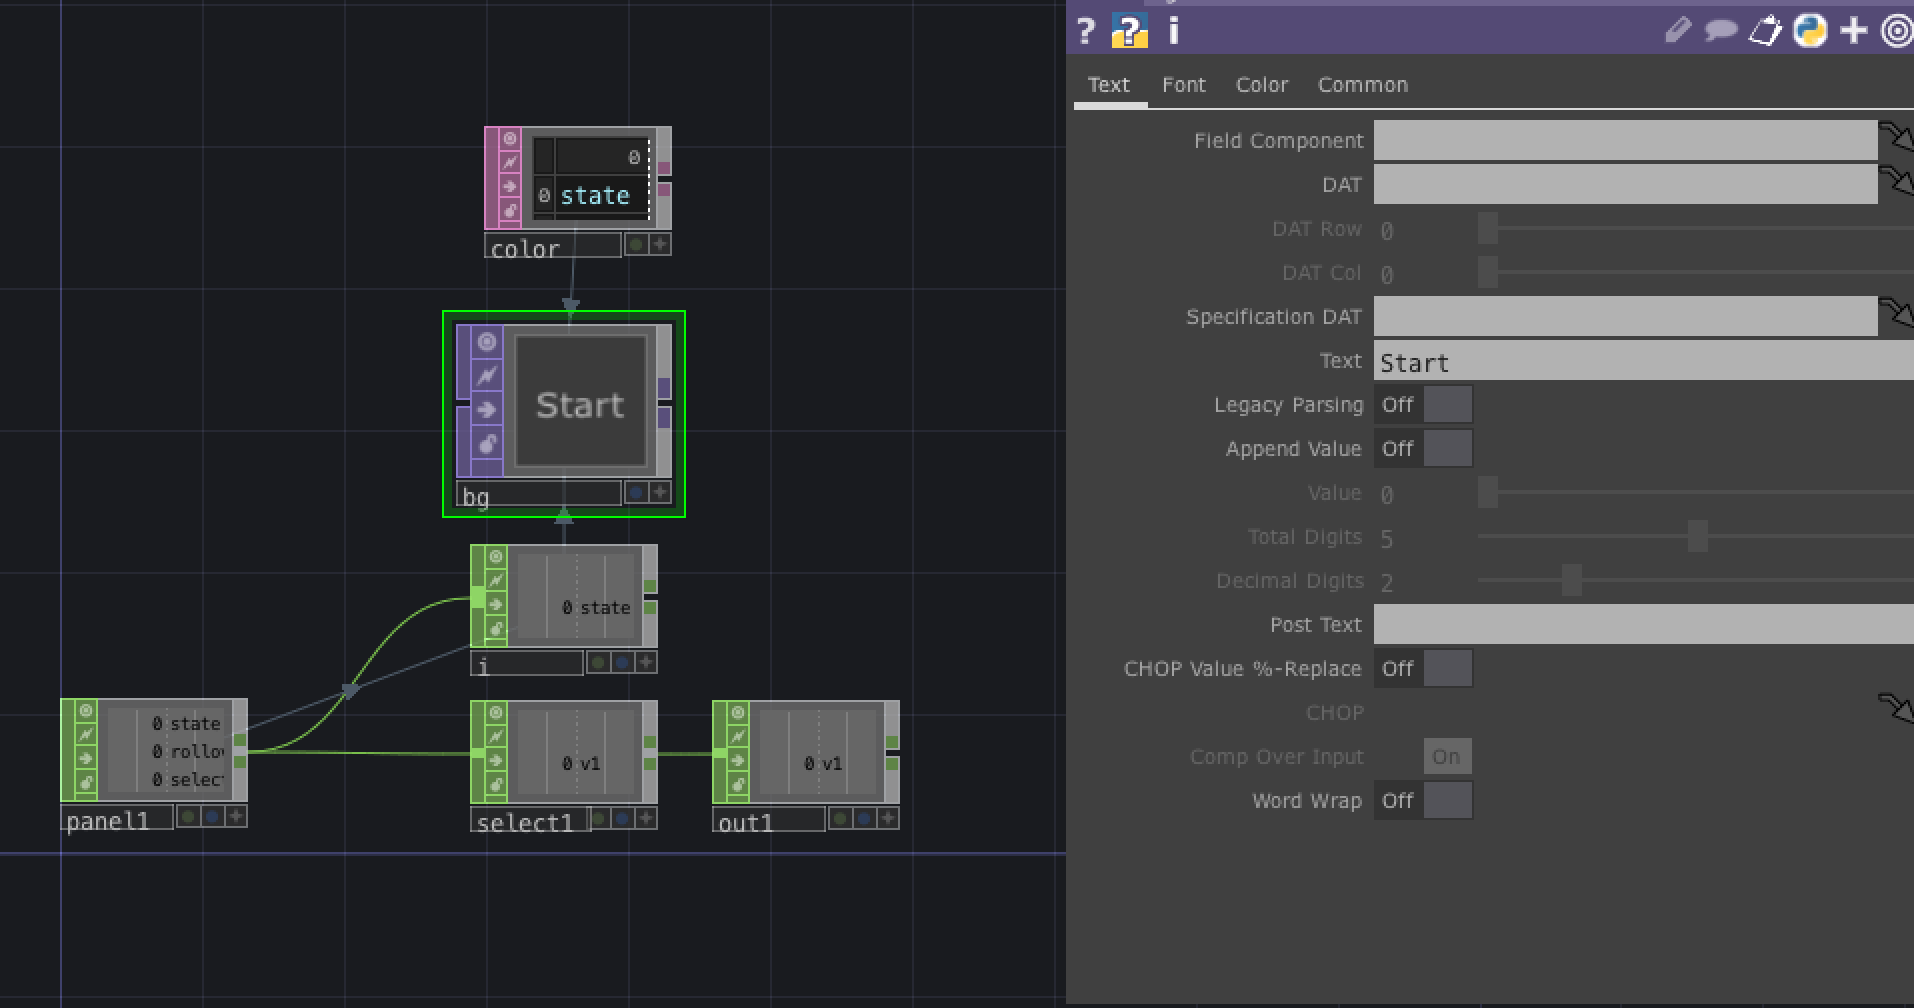 0
0 state
color
Start
bg
0 state
i
0 state
0 rollo
0 select
panel1
0 v1
select1
0 v1
out1
? ? i
Text Font Color Common
Field Component
DAT
DAT Row 0
DAT Col 0
Specification DAT
Text Start
Legacy Parsing Off
Append Value Off
Value 0
Total Digits 5
Decimal Digits 2
Post Text
CHOP Value %-Replace Off
CHOP
Comp Over Input On
Word Wrap Off